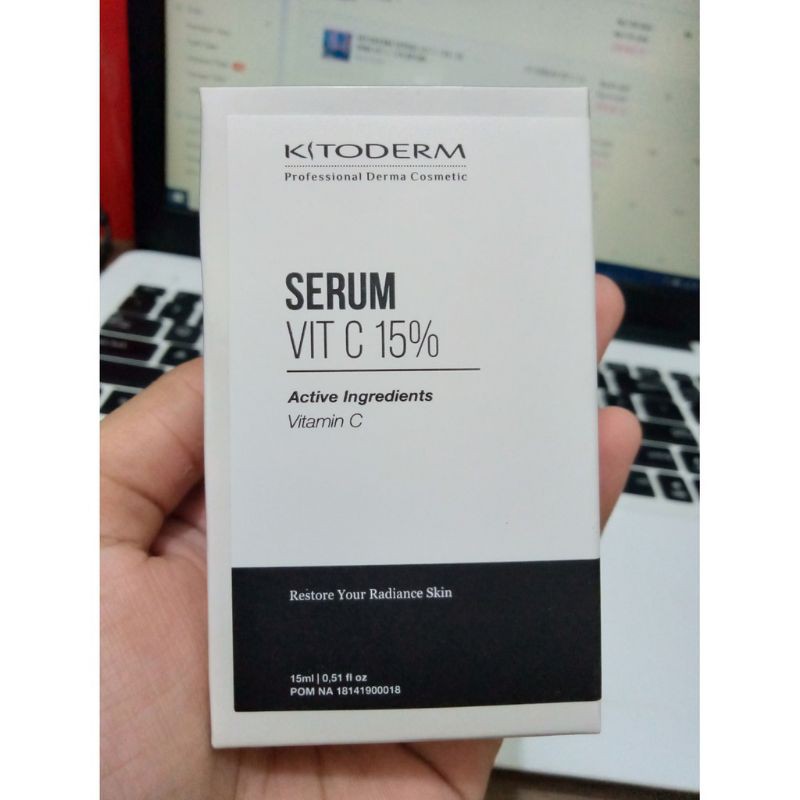 KITODERM
Professional Derma Cosmetic
SERUM
VIT C 15%
Active Ingredients
Vitamin C
Restore Your Radiance Skin
15ml | 0,51 fl oz
POM NA 18141900018